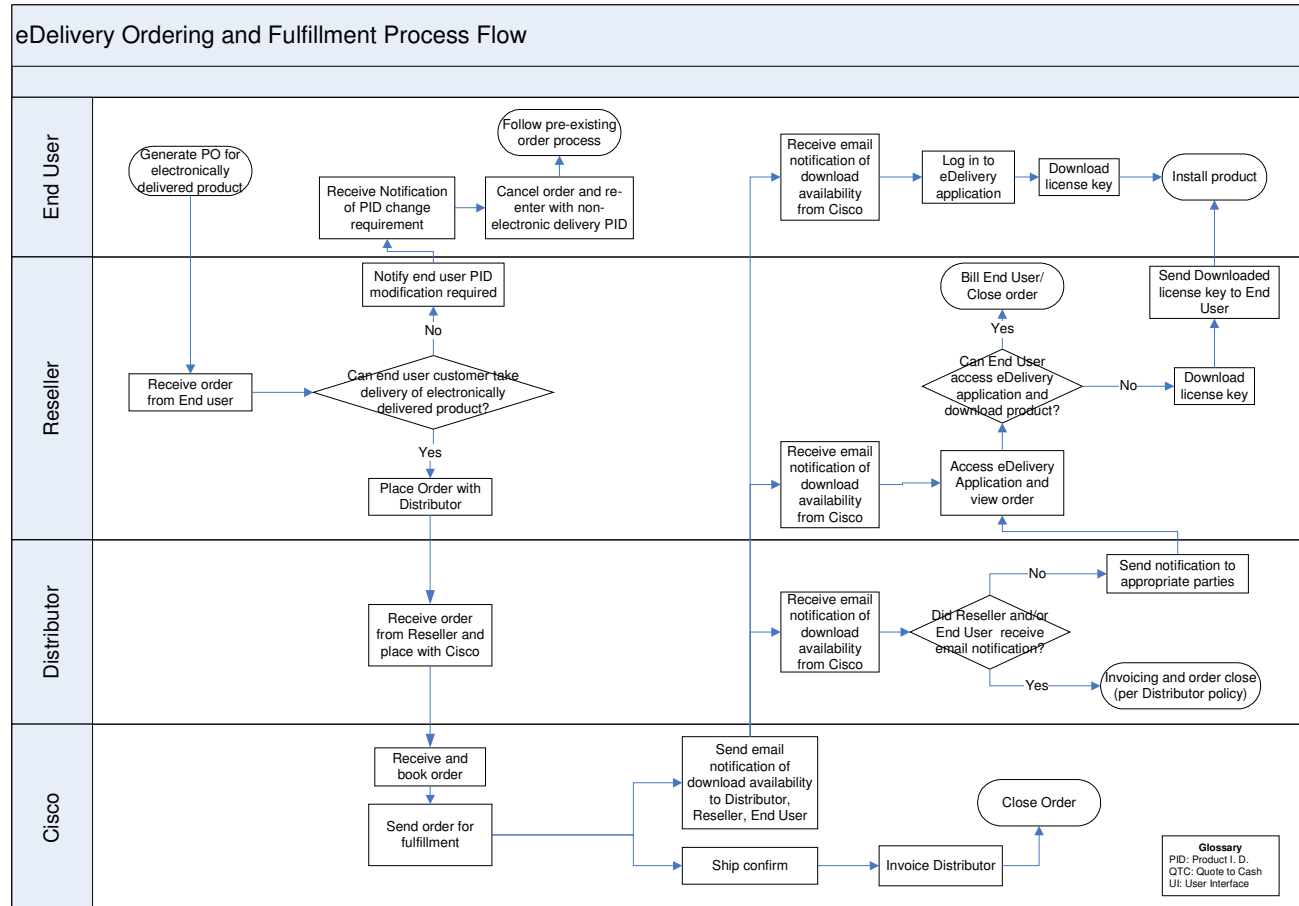 eDelivery Ordering and Fulfillment Process Flow
End User
Generate PO for
electronically
delivered product
Receive Notification
of PID change
requirement
Follow pre-existing
order process
Cancel order and re-
enter with non-
electronic delivery PID
Receive email
notification of
download
availability
from Cisco
Log in to
eDelivery
application
Download
license key
Install product
Reseller
Notify end user PID
modification required
No
Receive order
from End user
Can end user customer take
delivery of electronically
delivered product?
Yes
Place Order with
Distributor
Receive email
notification of
download
availability
from Cisco
Access eDelivery
Application and
view order
Bill End User/
Close order
Yes
Can End User
access eDelivery
application and
download product?
No
Download
license key
Send Downloaded
license key to End
User
Distributor
Receive order
from Reseller and
place with Cisco
Receive email
notification of
download
availability
from Cisco
Did Reseller and/or
End User receive
email notification?
No
Send notification to
appropriate parties
Yes
Invoicing and order close
(per Distributor policy)
Cisco
Receive and
book order
Send order for
fulfillment
Send email
notification of
download availability
to Distributor,
Reseller, End User
Ship confirm
Invoice Distributor
Close Order
Glossary
PID: Product I. D.
QTC: Quote to Cash
UI: User Interface